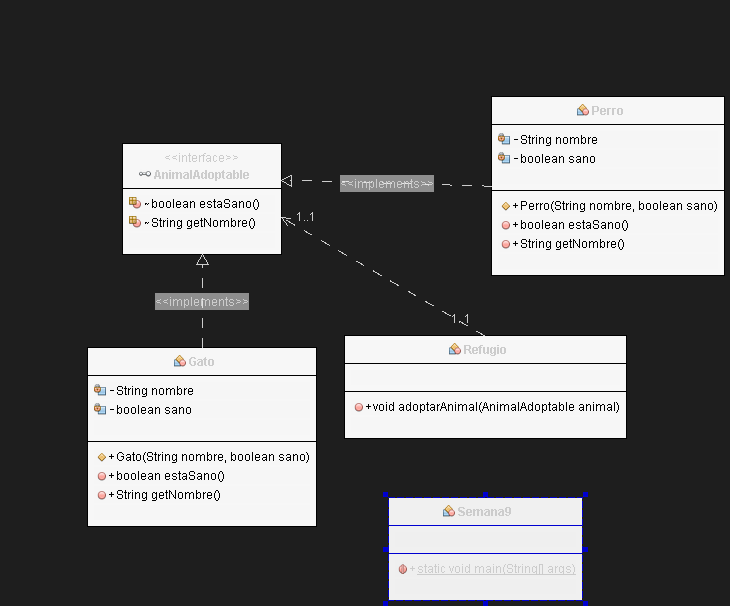 <<interface>>
AnimalAdoptable
~boolean estaSano()
~String getNombre()
<<implements>>
Perro
-String nombre
-boolean sano
+Perro(String nombre, boolean sano)
+boolean estaSano()
+String getNombre()
1..1
<<implements>>
1..1
Gato
-String nombre
-boolean sano
+Gato(String nombre, boolean sano)
+boolean estaSano()
+String getNombre()
Refugio
+void adoptarAnimal(AnimalAdoptable animal)
Semana9
+static void main(String[] args)